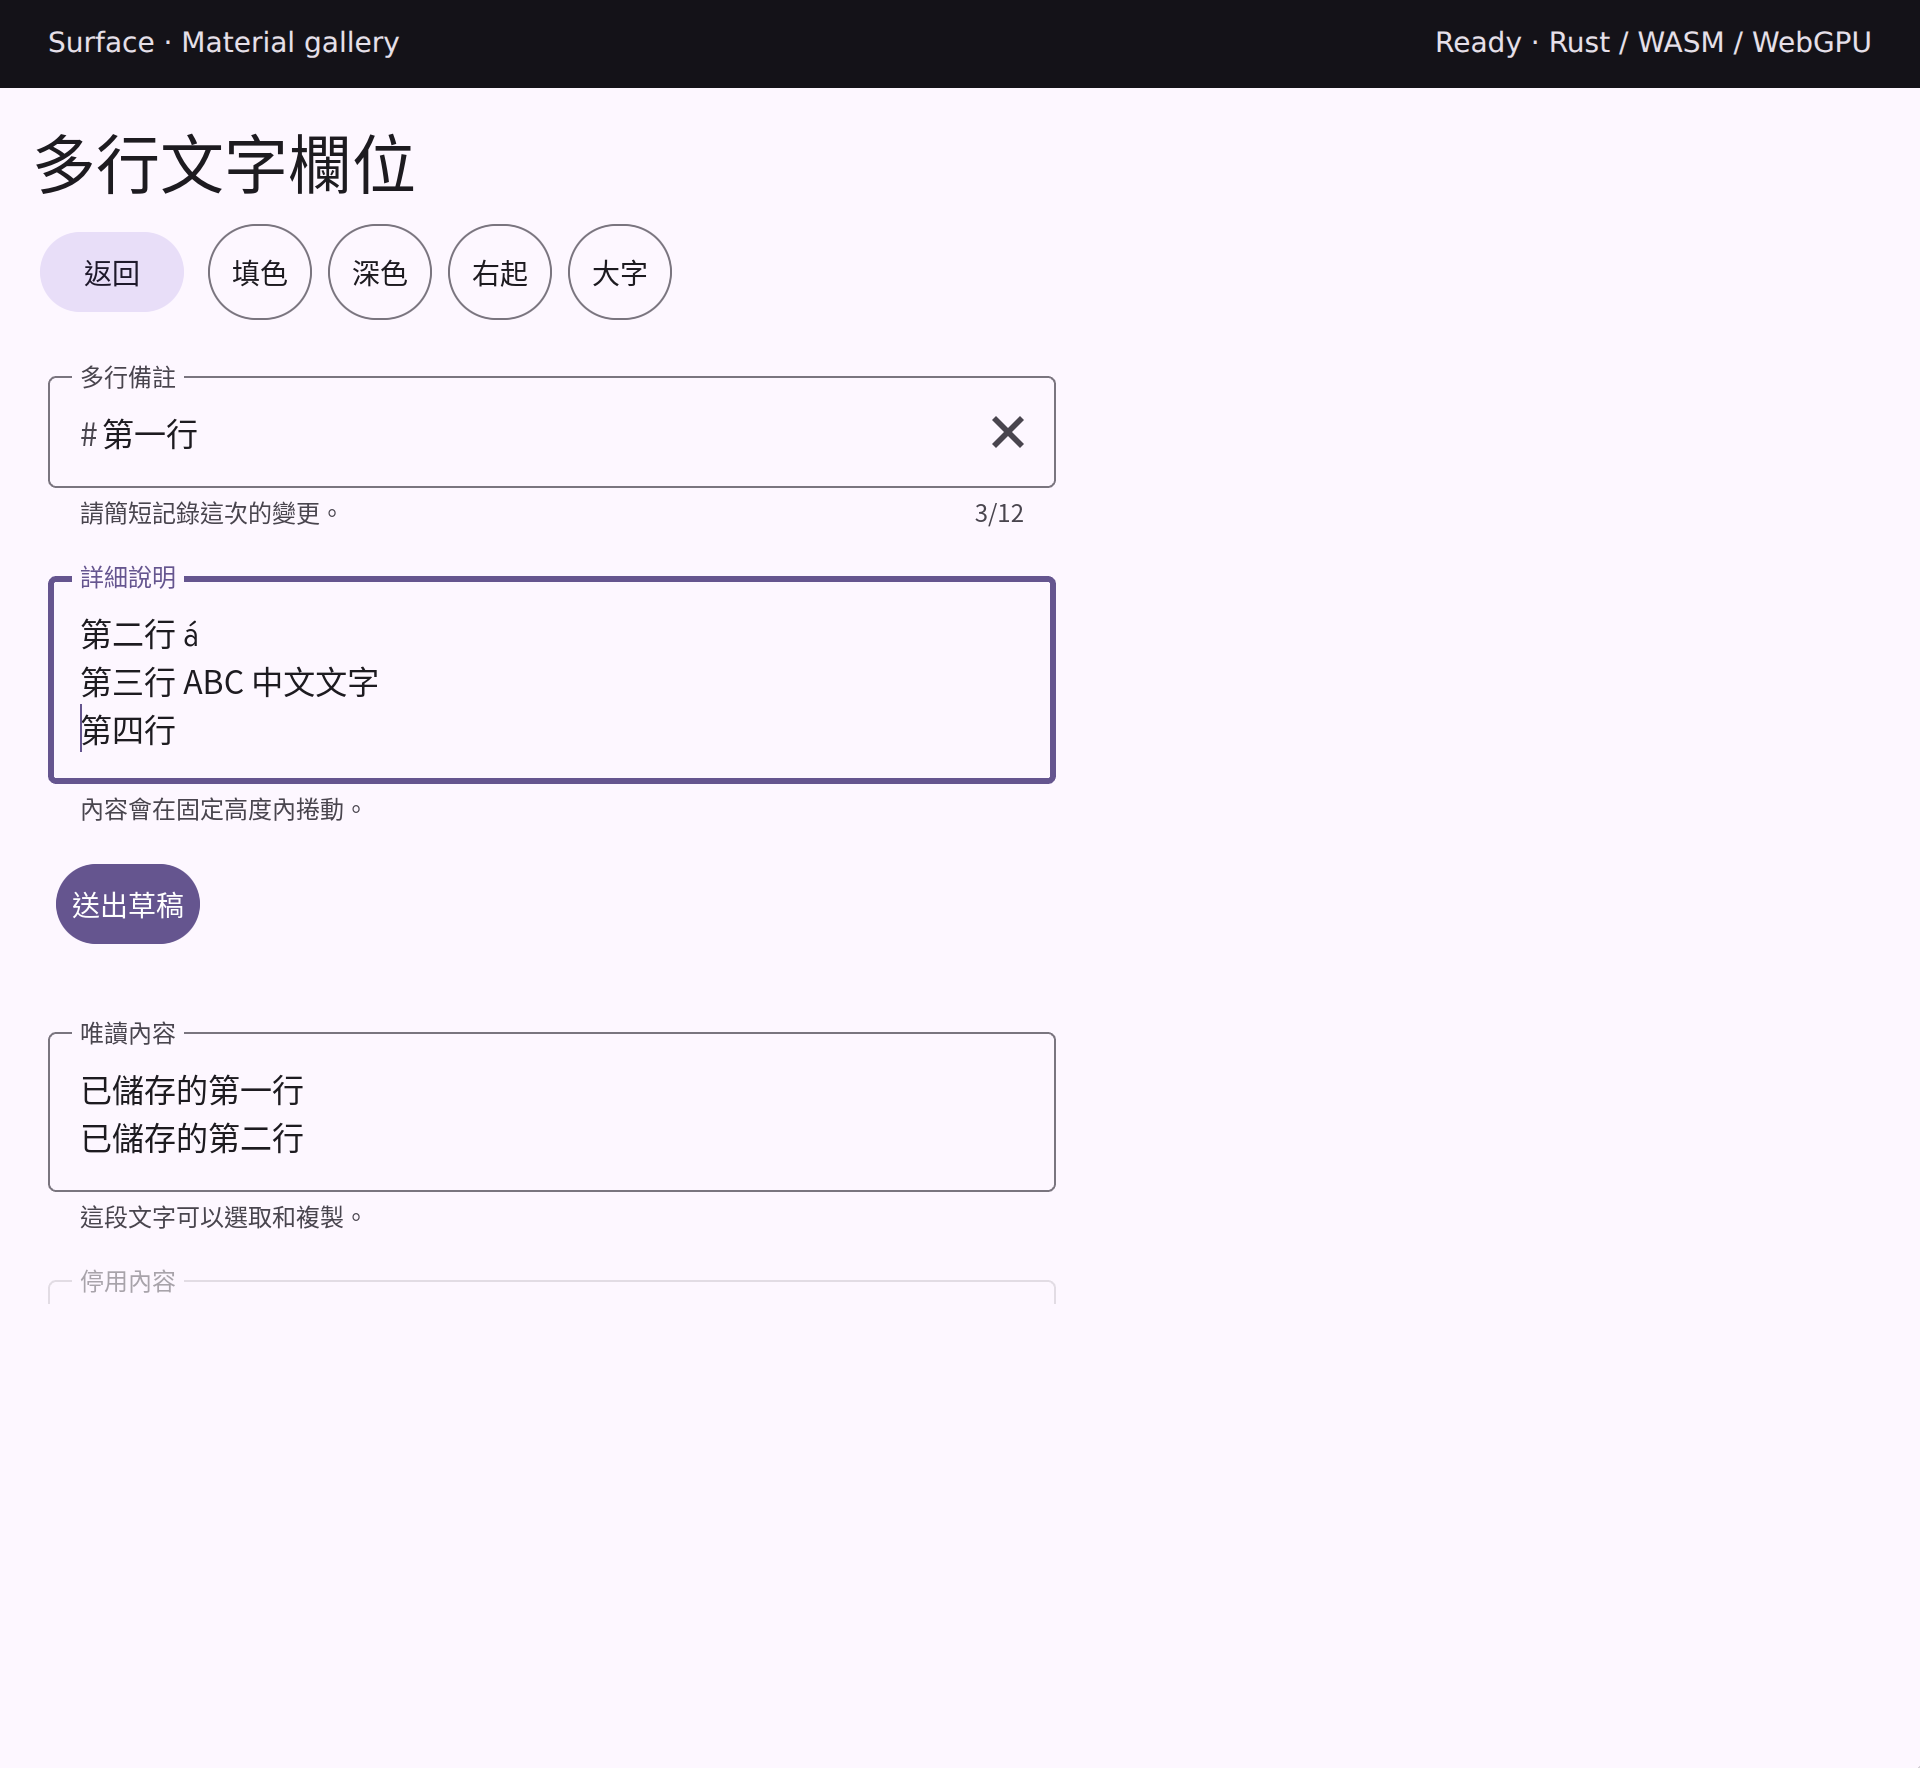 Surface · Material gallery
Ready · Rust / WASM / WebGPU
多行文字欄位
返回
填色
深色
右起
大字
多行備註
#第一行
請簡短記錄這次的變更。
3/12
詳細說明
第二行 á
第三行 ABC 中文文字
第四行
內容會在固定高度內捲動。
送出草稿
唯讀內容
已儲存的第一行
已儲存的第二行
這段文字可以選取和複製。
停用內容